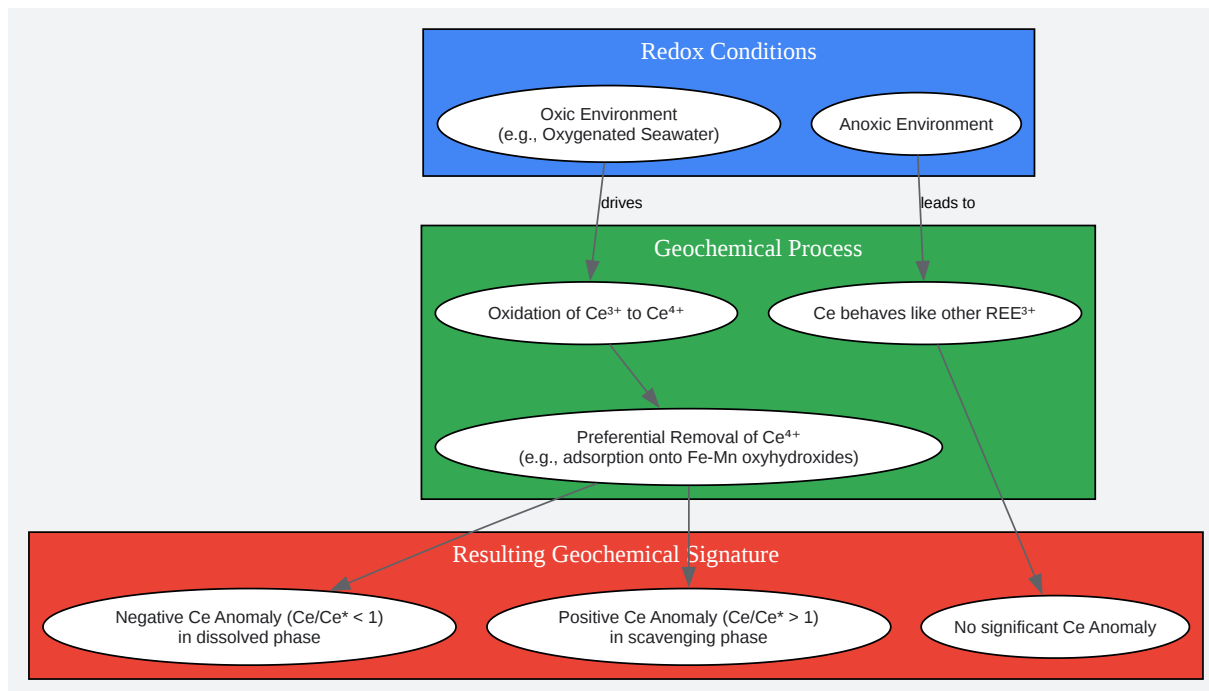 Redox Conditions
Oxic Environment
(e.g., Oxygenated Seawater)
Anoxic Environment
drives
leads to
Geochemical Process
Oxidation of Ce³⁺ to Ce⁴⁺
Ce behaves like other REE³⁺
Preferential Removal of Ce⁴⁺
(e.g., adsorption onto Fe-Mn oxyhydroxides)
Resulting Geochemical Signature
Negative Ce Anomaly (Ce/Ce* < 1)
in dissolved phase
Positive Ce Anomaly (Ce/Ce* > 1)
in scavenging phase
No significant Ce Anomaly